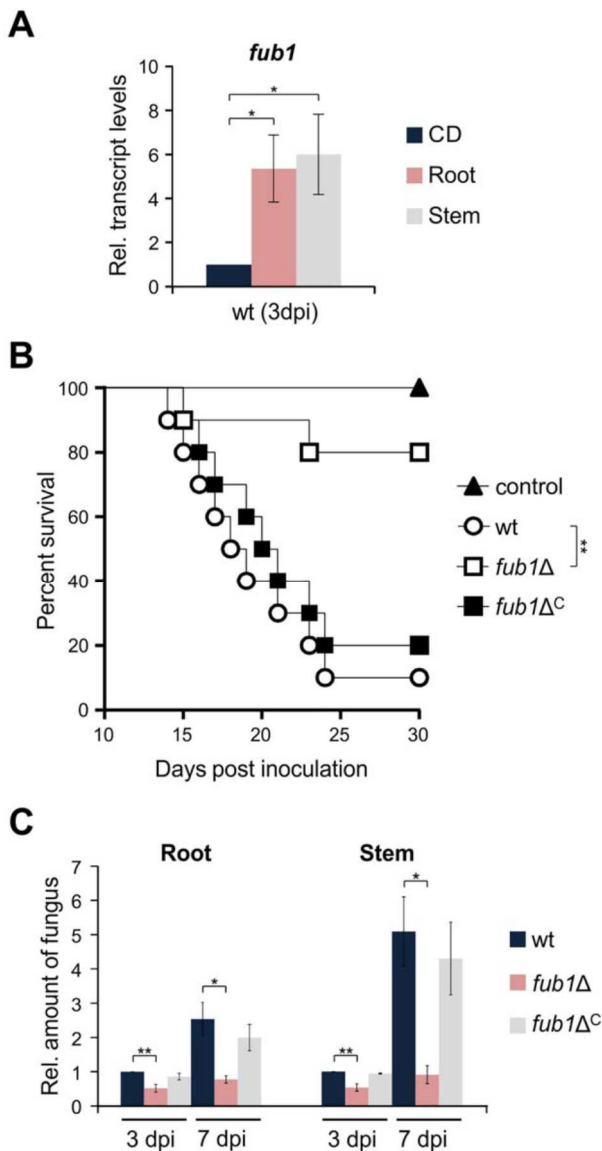 A
fub1
Rel. transcript levels
10
8
6
4
2
0
*
*
CD
Root
Stem
wt (3dpi)
B
Percent survival
100
80
60
40
20
0
10
15
20
25
30
Days post inoculation
control
wt
fub1Δ
fub1Δᶜ
**
C
Root
Stem
Rel. amount of fungus
7
6
5
4
3
2
1
0
**
*
**
*
wt
fub1Δ
fub1Δᶜ
3 dpi
7 dpi
3 dpi
7 dpi